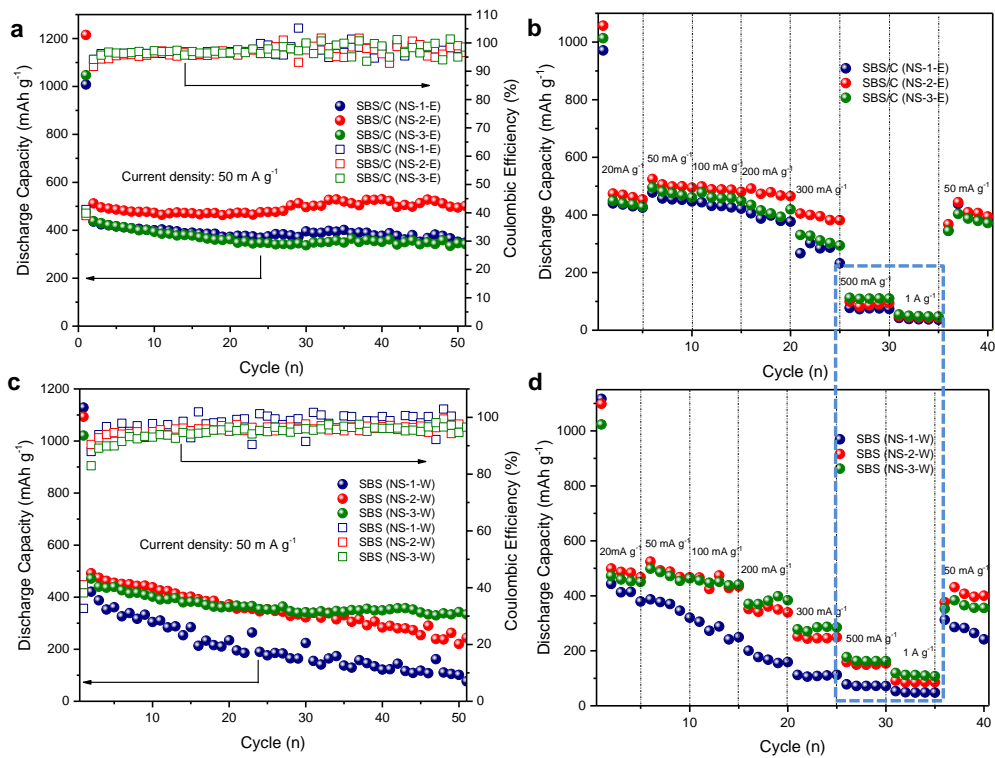 a
1200
1000
800
600
400
200
0
Discharge Capacity (mAh g⁻¹)
0
10
20
30
40
50
Cycle (n)
110
100
90
80
70
60
50
40
30
20
10
0
Coulombic Efficiency (%)
SBS/C (NS-1-E)
SBS/C (NS-2-E)
SBS/C (NS-3-E)
SBS/C (NS-1-E)
SBS/C (NS-2-E)
SBS/C (NS-3-E)
Current density: 50 m A g⁻¹
b
1000
800
600
400
200
0
Discharge Capacity (mAh g⁻¹)
0
10
20
30
40
Cycle (n)
SBS/C (NS-1-E)
SBS/C (NS-2-E)
SBS/C (NS-3-E)
20mA g⁻¹
50 mA g⁻¹
100 mA g⁻¹
200 mA g⁻¹
300 mA g⁻¹
500 mA g⁻¹
1 A g⁻¹
50 mA g⁻¹
c
1200
1000
800
600
400
200
0
Discharge Capacity (mAh g⁻¹)
0
10
20
30
40
50
Cycle (n)
100
80
60
40
20
0
Coulombic Efficiency (%)
SBS (NS-1-W)
SBS (NS-2-W)
SBS (NS-3-W)
SBS (NS-1-W)
SBS (NS-2-W)
SBS (NS-3-W)
Current density: 50 m A g⁻¹
d
1000
800
600
400
200
0
Discharge Capacity (mAh g⁻¹)
0
10
20
30
40
Cycle (n)
SBS (NS-1-W)
SBS (NS-2-W)
SBS (NS-3-W)
20mA g⁻¹
50 mA g⁻¹
100 mA g⁻¹
200 mA g⁻¹
300 mA g⁻¹
500 mA g⁻¹
1 A g⁻¹
50 mA g⁻¹